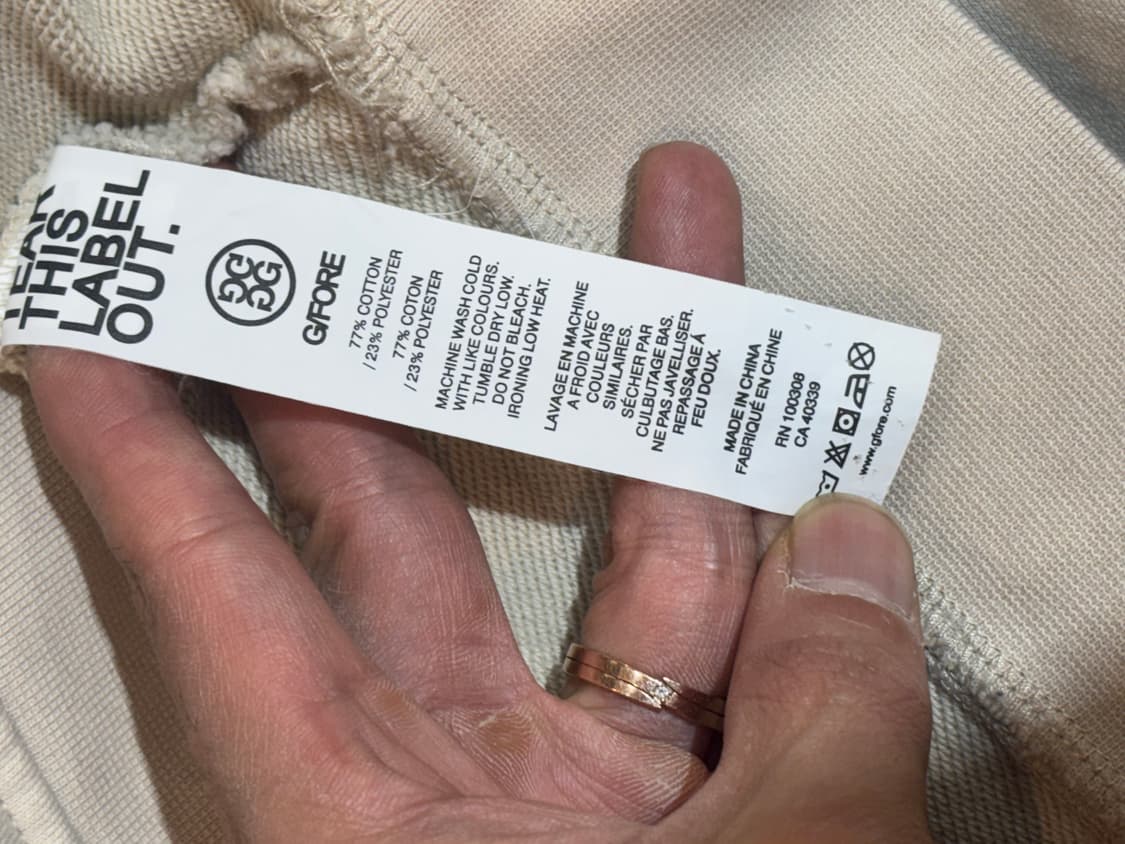 THIS
LABEL
OUT.
GG
GG
G/FORE
77% COTTON
/ 23% POLYESTER
77% COTON
/ 23% POLYESTER
MACHINE WASH COLD
WITH LIKE COLOURS.
TUMBLE DRY LOW.
DO NOT BLEACH.
IRONING LOW HEAT.
LAVAGE EN MACHINE
A FROID AVEC
COULEURS
SIMILAIRES.
SÉCHER PAR
CULBUTAGE BAS.
NE PAS JAVELLISER.
REPASSAGE Á
FEU DOUX.
MADE IN CHINA
FABRIQUÉ EN CHINE
RN 100308
CA 40339
www.gfore.com